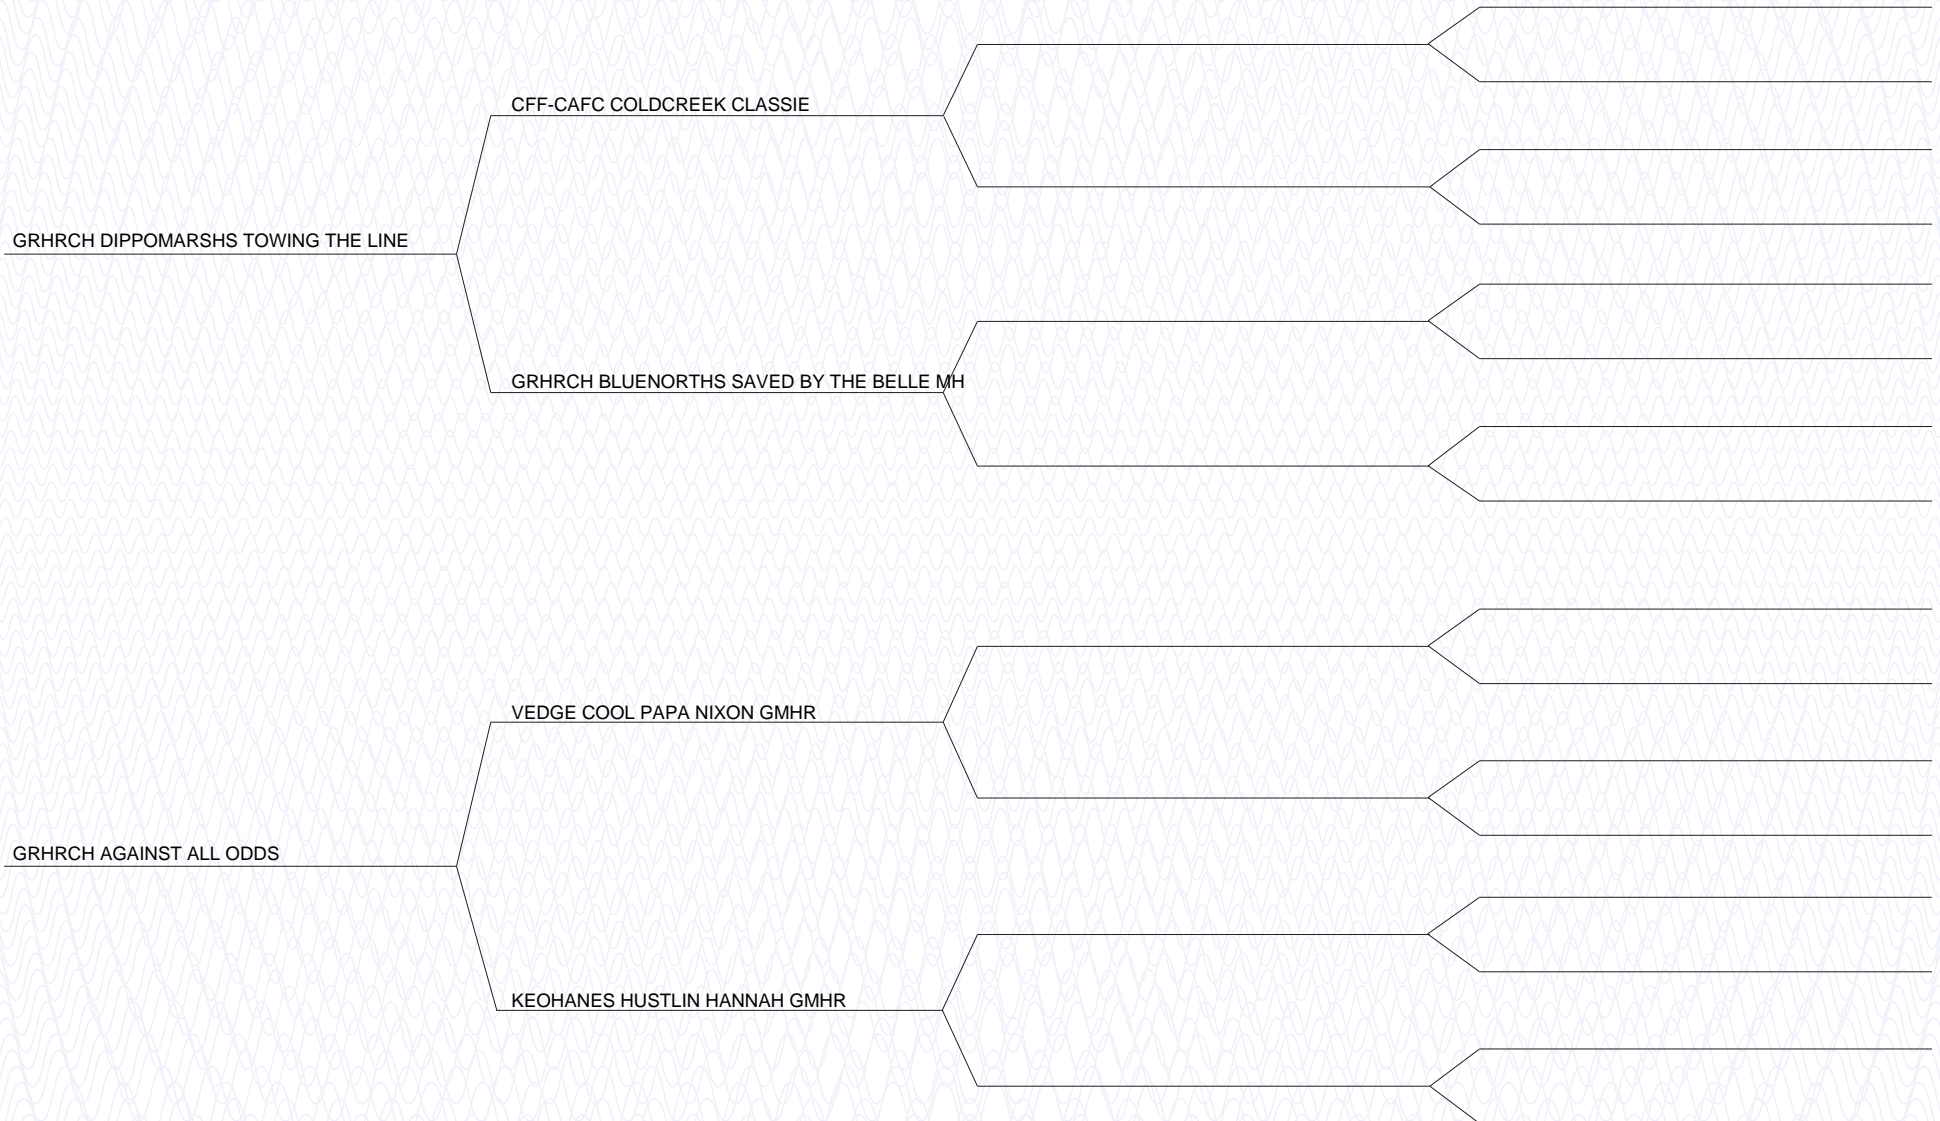 CFF-CAFC COLDCREEK CLASSIE
GRHRCH DIPPOMARSHS TOWING THE LINE
GRHRCH BLUENORTHS SAVED BY THE BELLE MH
VEDGE COOL PAPA NIXON GMHR
GRHRCH AGAINST ALL ODDS
KEOHANES HUSTLIN HANNAH GMHR